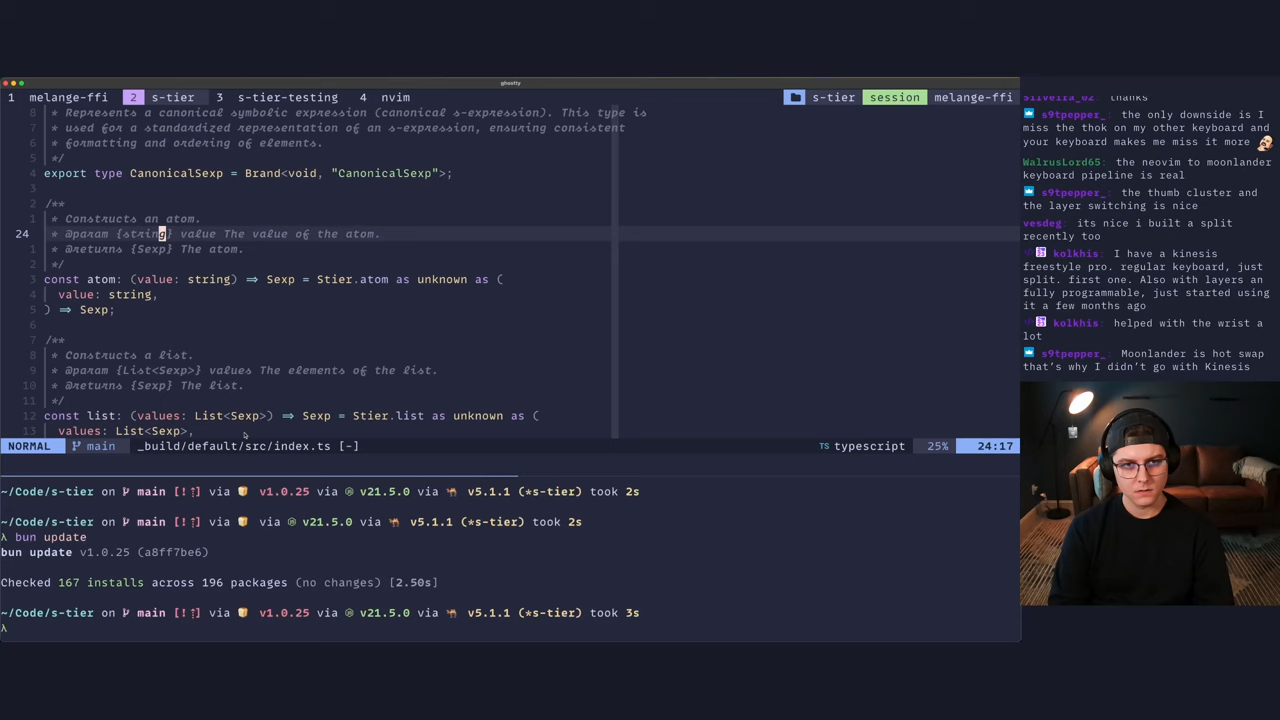 ghostty
1 melange-ffi 2 s-tier 3 s-tier-testing 4 nvim s-tier session melange-ffi
8 * Represents a canonical symbolic expression (canonical s-expression). This type is
7 * used for a standardized representation of an s-expression, ensuring consistent
6 * formatting and ordering of elements.
5 */
4 export type CanonicalSexp = Brand<void, "CanonicalSexp">;
3
2 /**
1 * Constructs an atom.
24 * @param {string} value The value of the atom.
1 * @returns {Sexp} The atom.
2 */
3 const atom: (value: string) => Sexp = Stier.atom as unknown as (
4 value: string,
5 ) => Sexp;
6
7 /**
8 * Constructs a list.
9 * @param {List<Sexp>} values The elements of the list.
10 * @returns {Sexp} The list.
11 */
12 const list: (values: List<Sexp>) => Sexp = Stier.list as unknown as (
13 values: List<Sexp>,
NORMAL main _build/default/src/index.ts [-] TS typescript 25% 24:17
~/Code/s-tier on main [!⇡] via v1.0.25 via v21.5.0 via v5.1.1 (*s-tier) took 2s
~/Code/s-tier on main [!⇡] via via v21.5.0 via v5.1.1 (*s-tier) took 2s
λ bun update
bun update v1.0.25 (a8ff7be6)
Checked 167 installs across 196 packages (no changes) [2.50s]
~/Code/s-tier on main [!⇡] via v1.0.25 via v21.5.0 via v5.1.1 (*s-tier) took 3s
λ
silveira_02: thanks
s9tpepper_: the only downside is I
miss the thok on my other keyboard and
your keyboard makes me miss it more
WalrusLord65: the neovim to moonlander
keyboard pipeline is real
s9tpepper_: the thumb cluster and
the layer switching is nice
vesdeg: its nice i built a split
recently too
kolkhis: I have a kinesis
freestyle pro. regular keyboard, just
split. first one. Also with layers an
fully programmable, just started using
it a few months ago
kolkhis: helped with the wrist a
lot
s9tpepper_: Moonlander is hot swap
that's why I didn't go with Kinesis